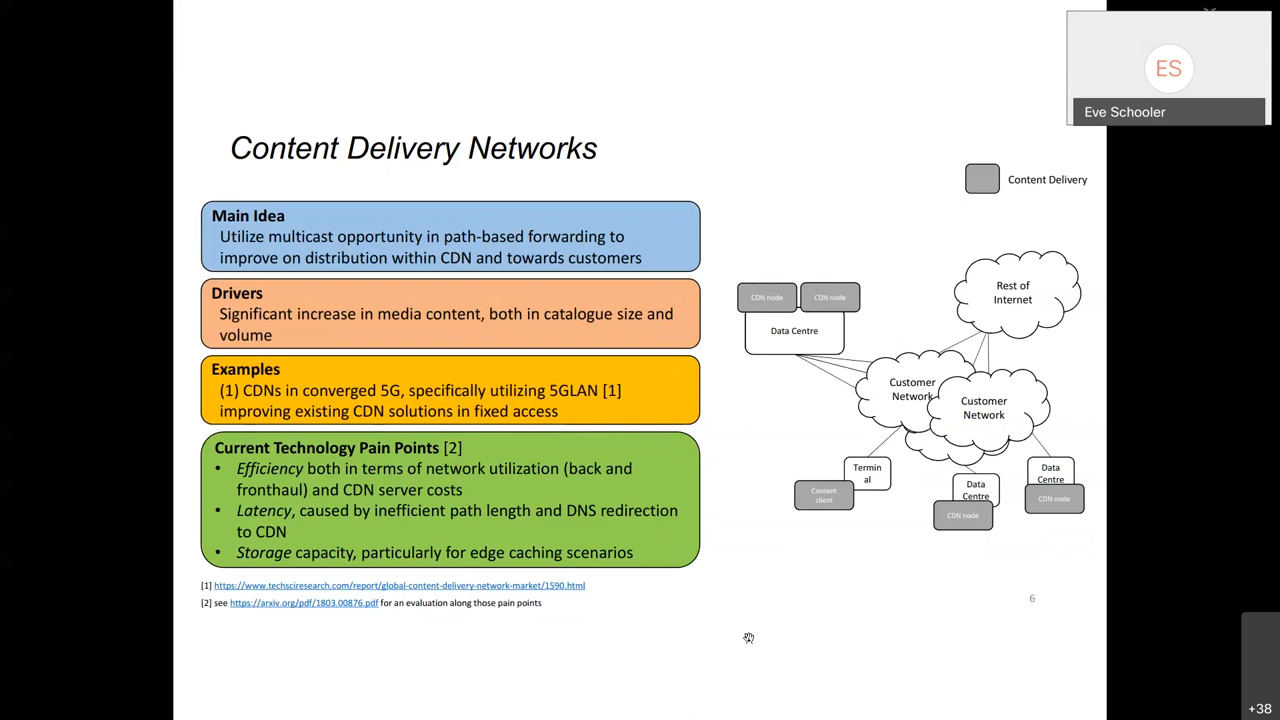 ES
Eve Schooler
Content Delivery Networks
Content Delivery
Main Idea
Utilize multicast opportunity in path-based forwarding to
improve on distribution within CDN and towards customers
Drivers
Significant increase in media content, both in catalogue size and
volume
Examples
(1) CDNs in converged 5G, specifically utilizing 5GLAN [1]
improving existing CDN solutions in fixed access
Current Technology Pain Points [2]
• Efficiency both in terms of network utilization (back and
fronthaul) and CDN server costs
• Latency, caused by inefficient path length and DNS redirection
to CDN
• Storage capacity, particularly for edge caching scenarios
[1] https://www.techsciresearch.com/report/global-content-delivery-network-market/1590.html
[2] see https://arxiv.org/pdf/1803.00876.pdf for an evaluation along those pain points
Rest of
Internet
CDN node
CDN node
Data Centre
Customer
Network
Customer
Network
Termin
al
Content
client
Data
Centre
CDN node
Data
Centre
CDN node
6
+38